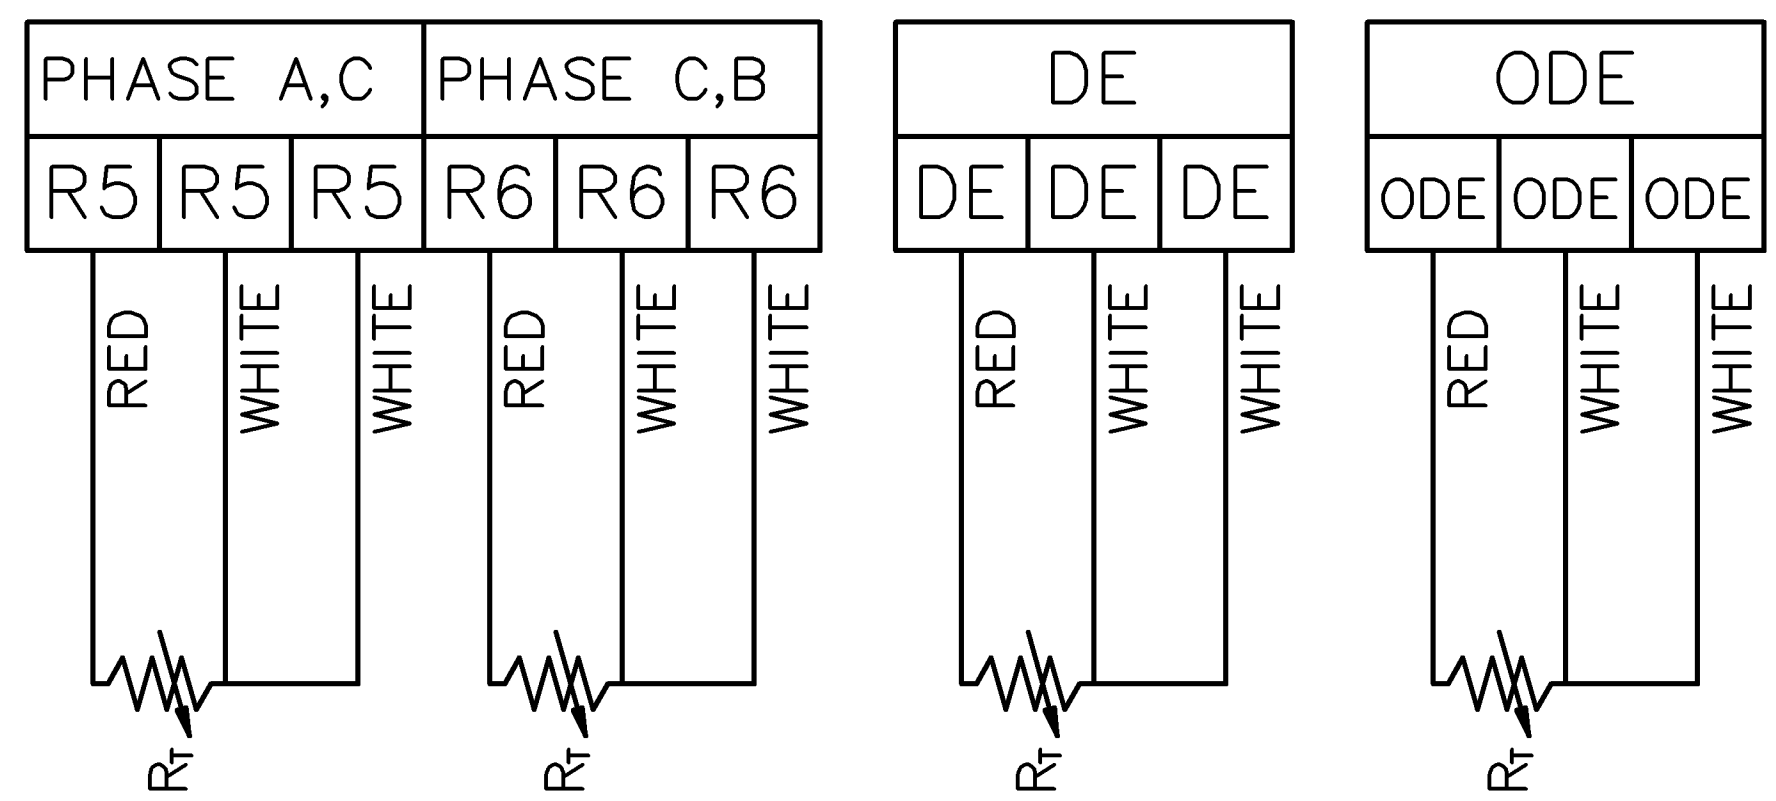 PHASE A,C PHASE C,B DE ODE
R5 R5 R5 R6 R6 R6 DE DE DE ODE ODE ODE
RED WHITE WHITE RED WHITE WHITE RED WHITE WHITE RED WHITE WHITE
RT RT RT RT